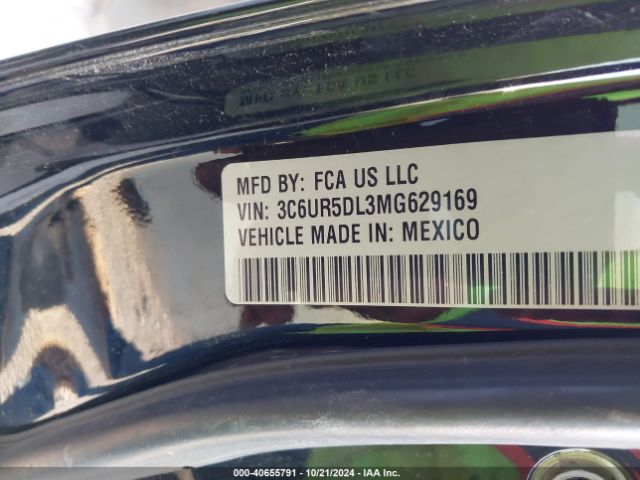 MFD BY: FCA US LLC
VIN: 3C6UR5DL3MG629169
VEHICLE MADE IN: MEXICO
000-40655791 - 10/21/2024 - IAA Inc.